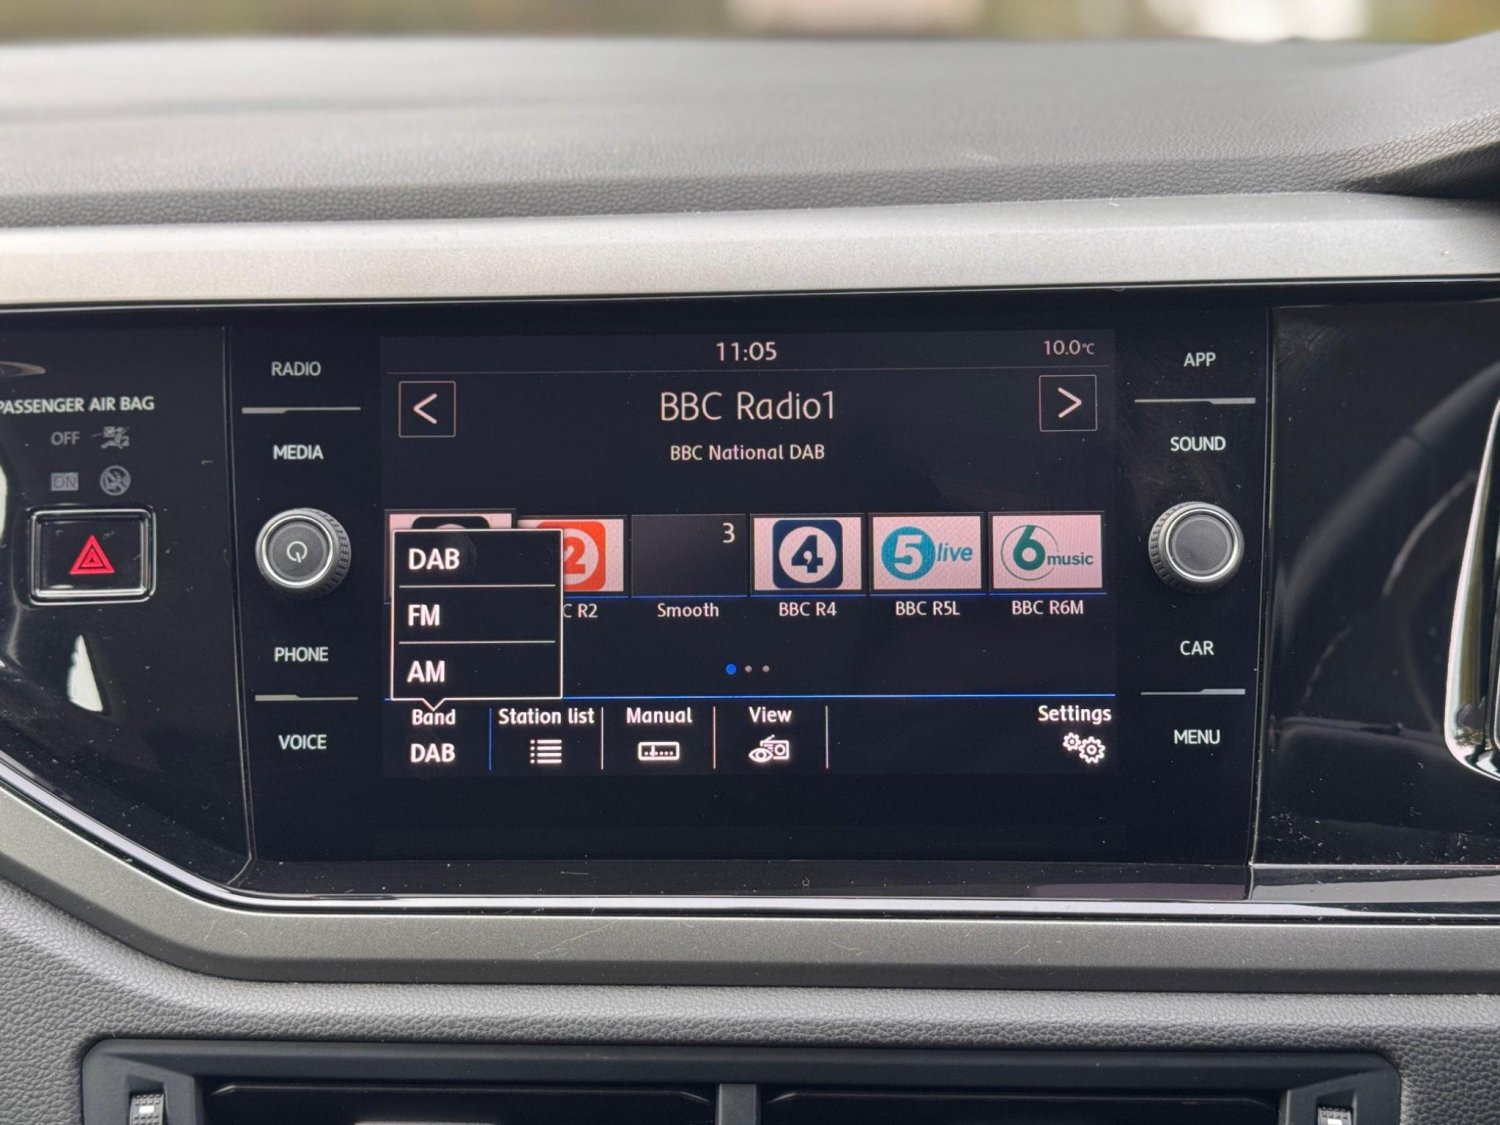 11:05
10.0°C
BBC Radio1
BBC National DAB
RADIO
MEDIA
PHONE
VOICE
APP
SOUND
CAR
MENU
PASSENGER AIR BAG
OFF
ON
DAB
FM
AM
2
3
4
5 live
6 music
C R2
Smooth
BBC R4
BBC R5L
BBC R6M
Band
DAB
Station list
Manual
View
Settings